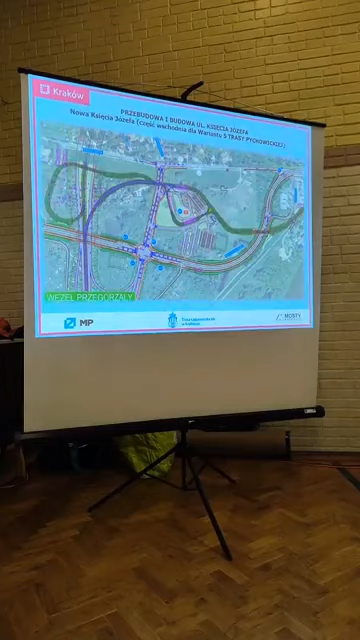 Kraków
PRZEBUDOWA I BUDOWA UL. KSIĘCIA JÓZEFA
Nowa Księcia Józefa (część wschodnia dla Wariantu 5 TRASY PYCHOWICKIEJ)
WĘZEŁ PRZEGORZAŁY
MP
MOSTY